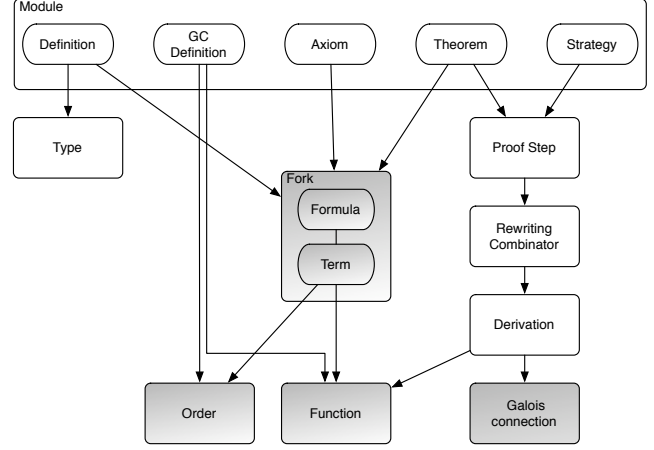 Module
Definition
GC
Definition
Axiom
Theorem
Strategy
Type
Proof Step
Fork
Formula
Term
Rewriting
Combinator
Derivation
Order
Function
Galois
connection